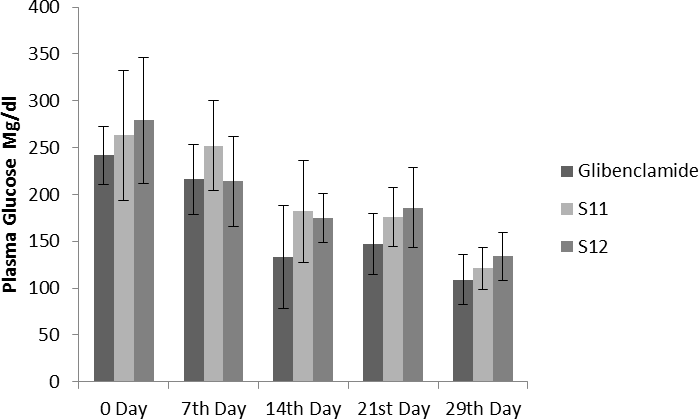 400
350
300
250
200
150
100
50
0
Plasma Glucose Mg/dl
0 Day 7th Day 14th Day 21st Day 29th Day
Glibenclamide
S11
S12